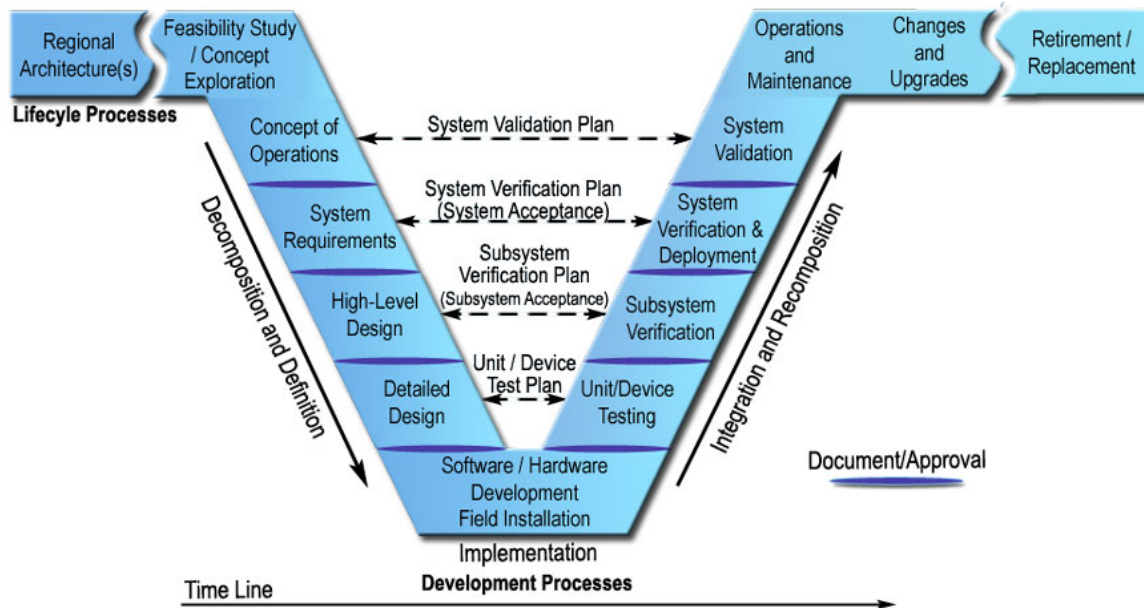 Regional
Architecture(s)
Feasibility Study
/ Concept
Exploration
Operations
and
Maintenance
Changes
and
Upgrades
Retirement /
Replacement
Lifecyle Processes
Concept of
Operations
System Validation Plan
System
Validation
System
Requirements
System Verification Plan
(System Acceptance)
System
Verification &
Deployment
High-Level
Design
Subsystem
Verification Plan
(Subsystem Acceptance)
Subsystem
Verification
Detailed
Design
Unit / Device
Test Plan
Unit/Device
Testing
Decomposition and Definition
Integration and Recomposition
Software / Hardware
Development
Field Installation
Document/Approval
Implementation
Development Processes
Time Line